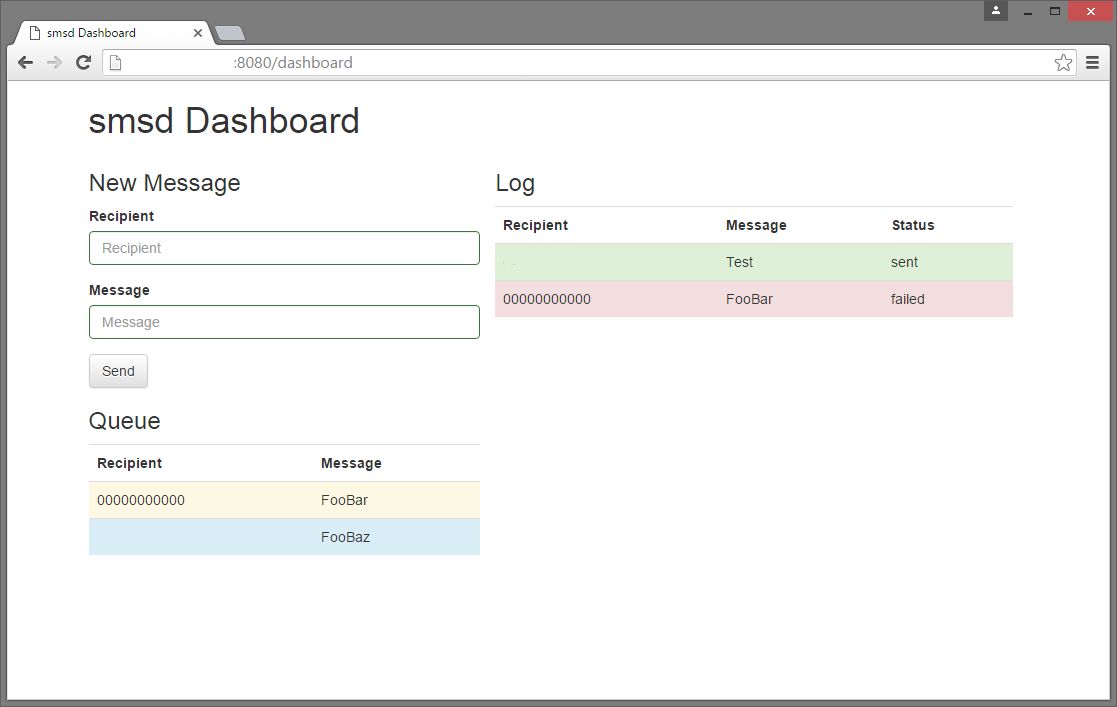 smsd Dashboard
:8080/dashboard
smsd Dashboard
New Message
Recipient
Recipient
Message
Message
Send
Queue
Recipient Message
00000000000 FooBar
FooBaz
Log
Recipient Message Status
Test sent
00000000000 FooBar failed